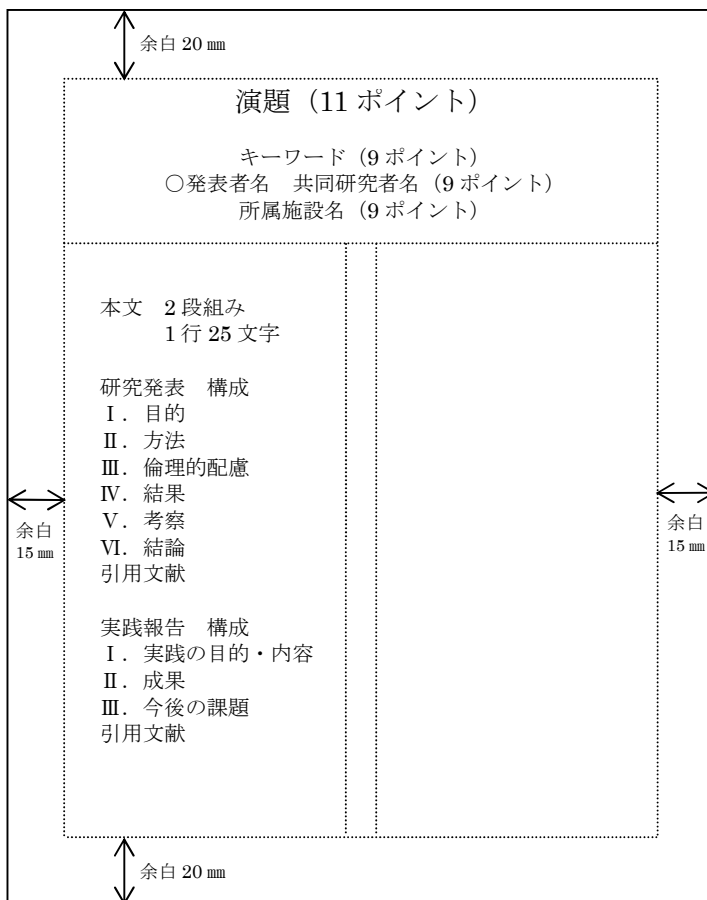 余白 20 ㎜
演題（11 ポイント）
キーワード（9 ポイント）
○発表者名　共同研究者名（9 ポイント）
所属施設名（9 ポイント）
本文　2 段組み
1 行 25 文字
研究発表　構成
Ⅰ．目的
Ⅱ．方法
Ⅲ．倫理的配慮
Ⅳ．結果
Ⅴ．考察
Ⅵ．結論
引用文献
実践報告　構成
Ⅰ．実践の目的・内容
Ⅱ．成果
Ⅲ．今後の課題
引用文献
余白
15 ㎜
余白
15 ㎜
余白 20 ㎜